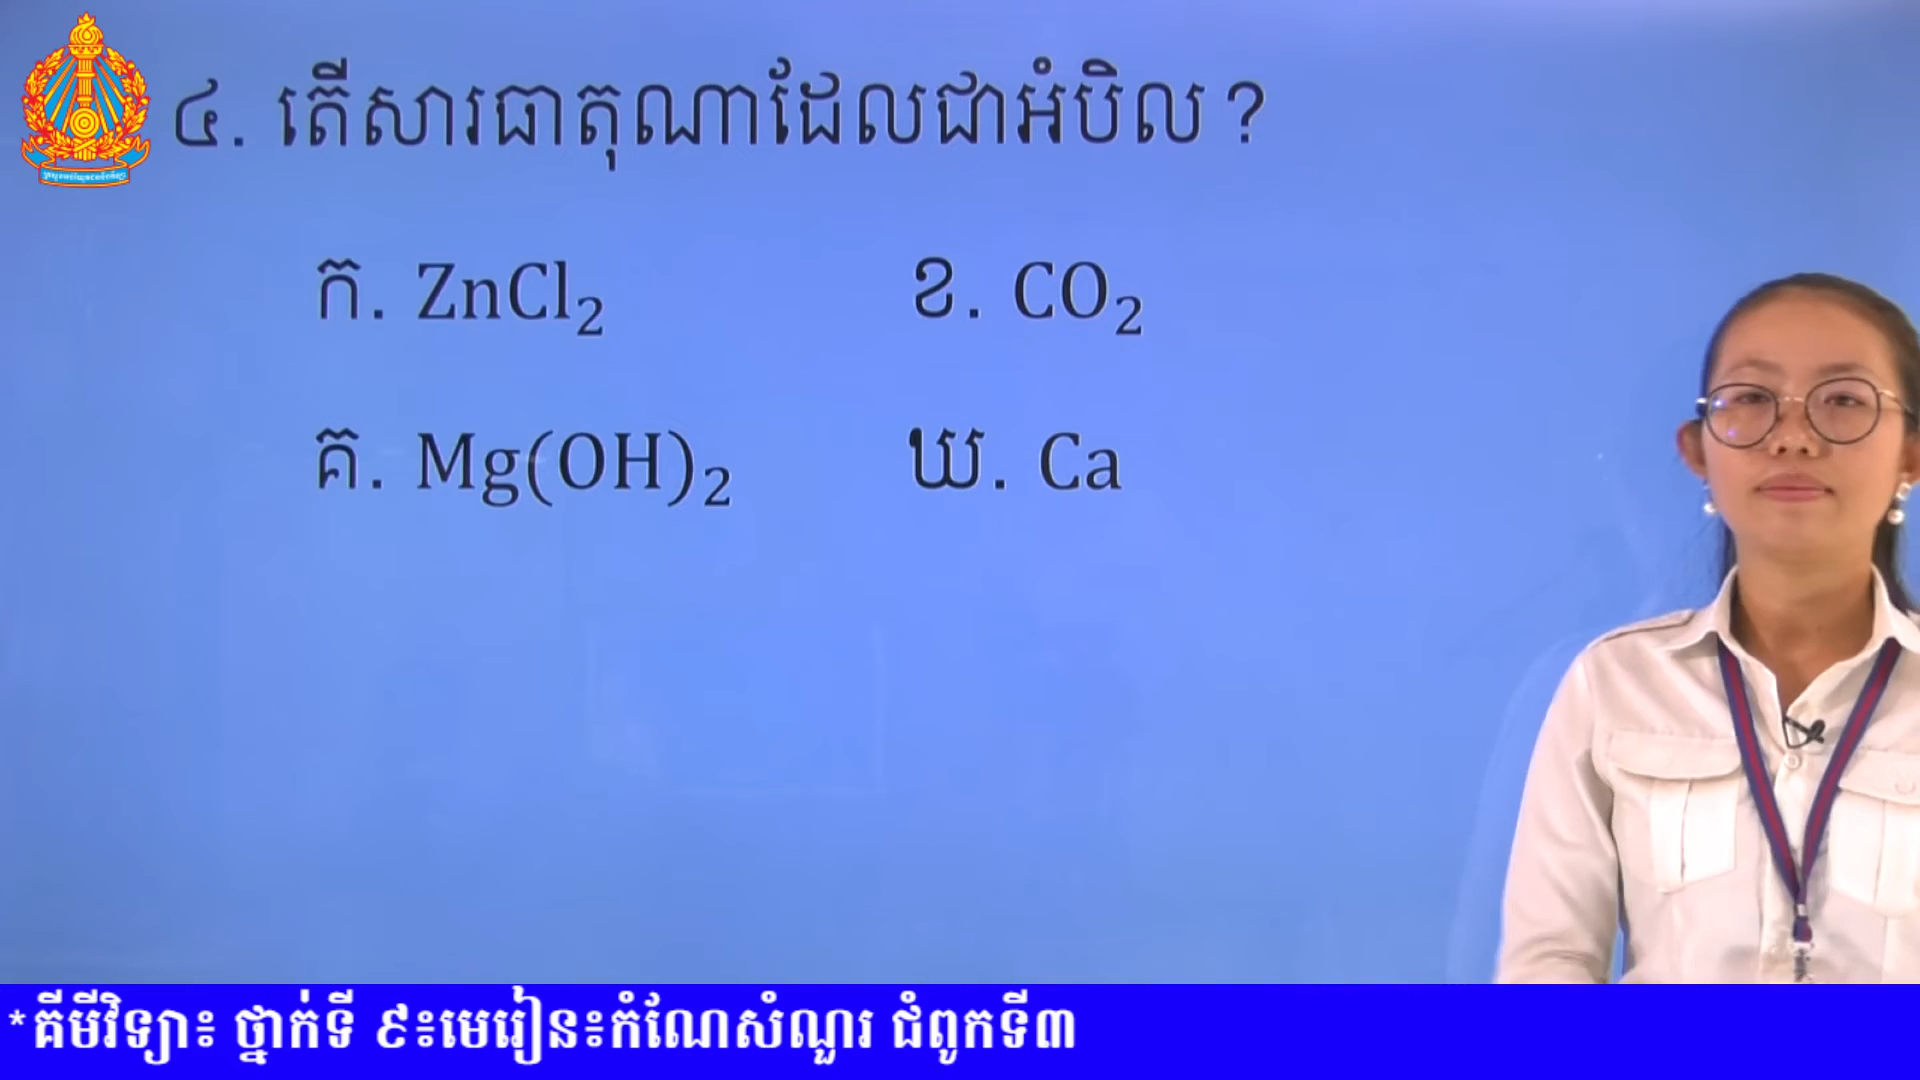 ៤. តើសារធាតុណាដែលជាអំបិល ?
ក. ZnCl₂ ខ. CO₂
គ. Mg(OH)₂ ឃ. Ca
*គីមីវិទ្យា៖ ថ្នាក់ទី ៩៖មេរៀន៖កំណែសំណួរ ជំពូកទី៣